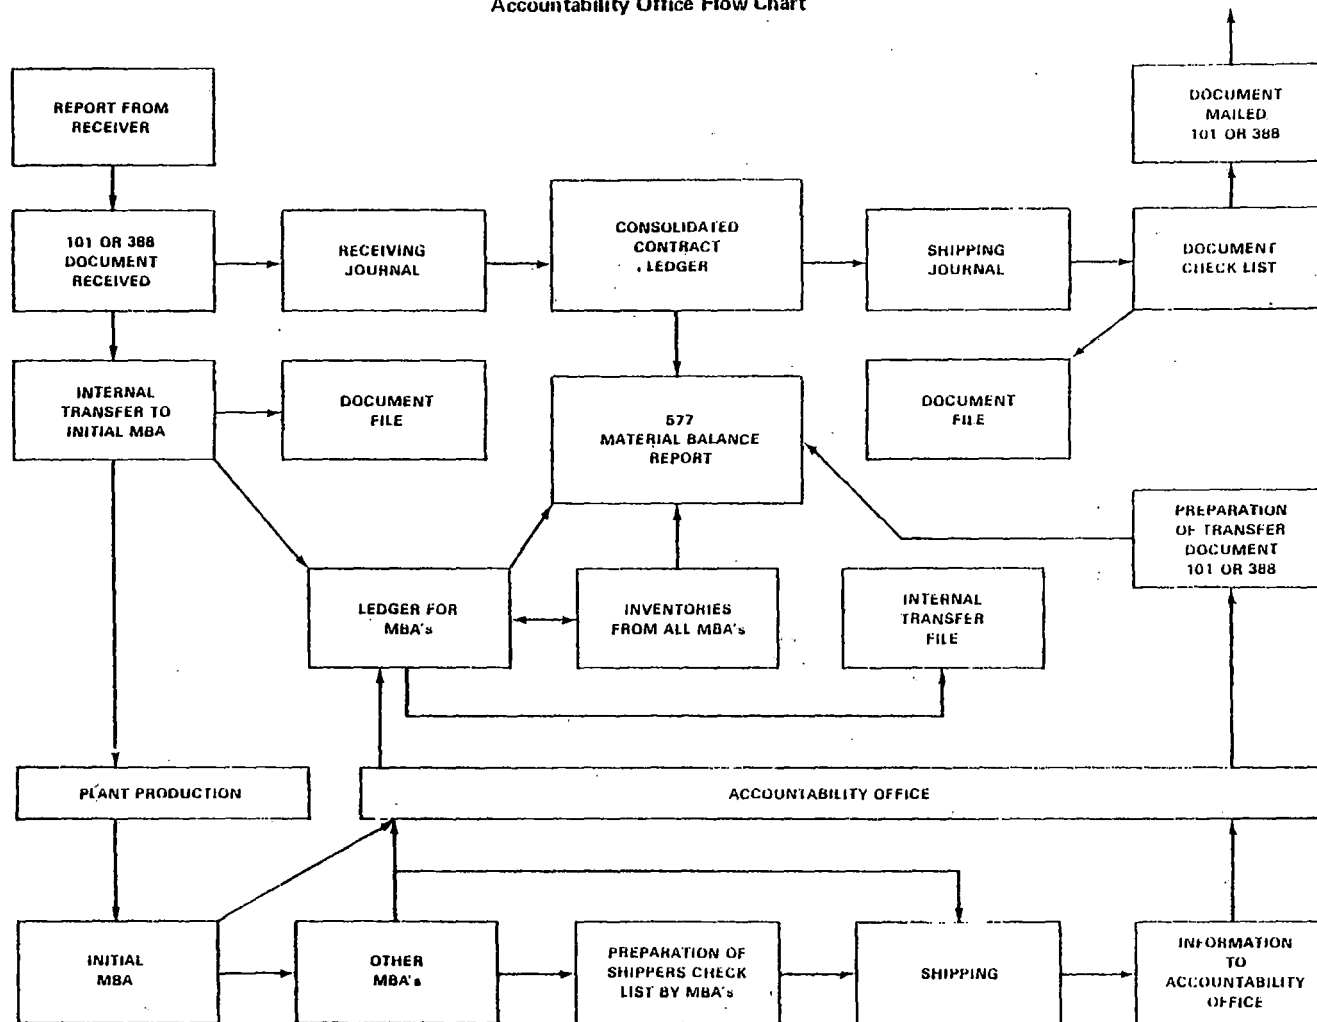 Accountability Office Flow Chart
REPORT FROM
RECEIVER
DOCUMENT
MAILED
101 OR 388
101 OR 388
DOCUMENT
RECEIVED
RECEIVING
JOURNAL
CONSOLIDATED
CONTRACT
LEDGER
SHIPPING
JOURNAL
DOCUMENT
CHECK LIST
INTERNAL
TRANSFER TO
INITIAL MBA
DOCUMENT
FILE
577
MATERIAL BALANCE
REPORT
DOCUMENT
FILE
PREPARATION
OF TRANSFER
DOCUMENT
101 OR 388
LEDGER FOR
MBA's
INVENTORIES
FROM ALL MBA's
INTERNAL
TRANSFER
FILE
PLANT PRODUCTION
ACCOUNTABILITY OFFICE
INITIAL
MBA
OTHER
MBA's
PREPARATION OF
SHIPPERS CHECK
LIST BY MBA's
SHIPPING
INFORMATION
TO
ACCOUNTABILITY
OFFICE